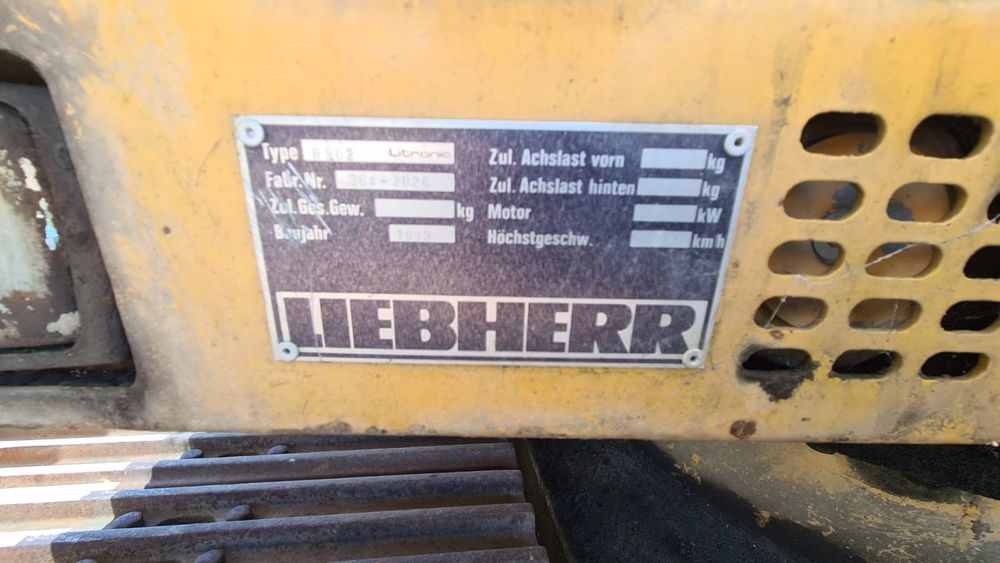 Type R 902 Litronic
Fabr. Nr. 364-2026
Zul. Ges. Gew. kg
Baujahr 1993
Zul. Achslast vorn kg
Zul. Achslast hinten kg
Motor kW
Höchstgeschw. km h
LIEBHERR